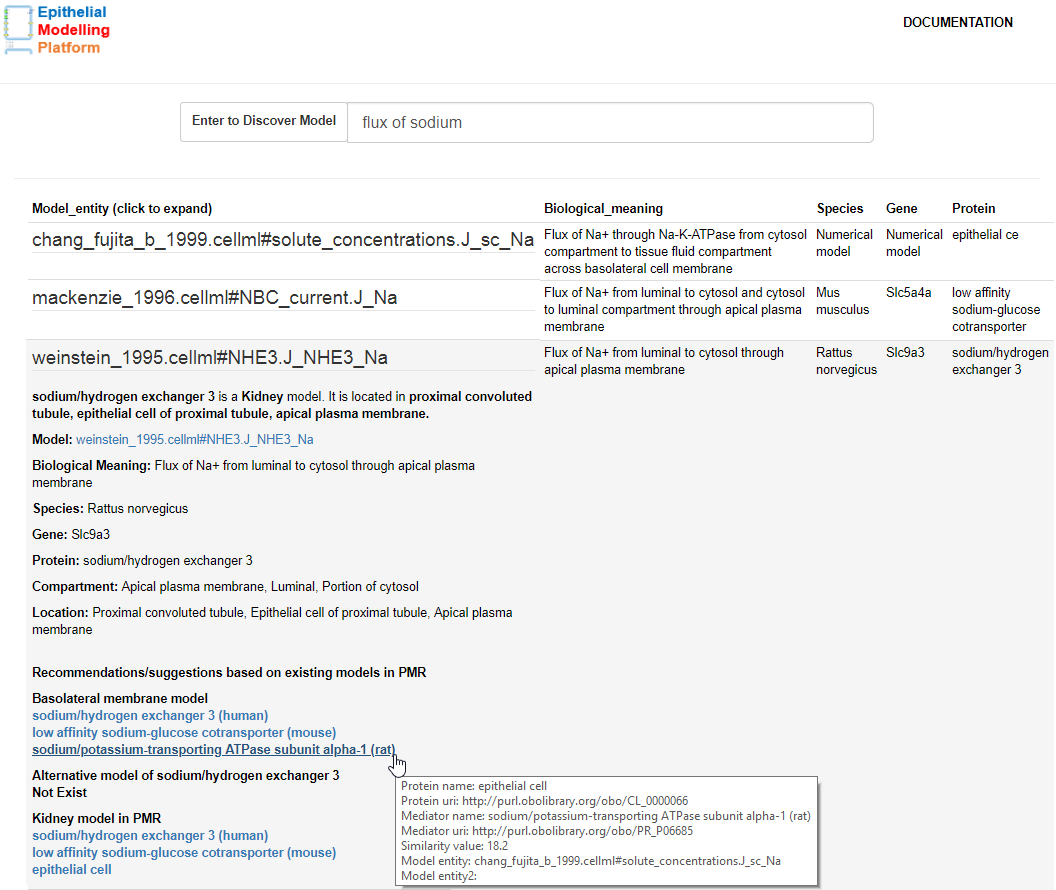 Epithelial
Modelling
Platform
DOCUMENTATION
Enter to Discover Model
flux of sodium
Model_entity (click to expand)
Biological_meaning
Species
Gene
Protein
chang_fujita_b_1999.cellml#solute_concentrations.J_sc_Na
Flux of Na+ through Na-K-ATPase from cytosol
compartment to tissue fluid compartment
across basolateral cell membrane
Numerical
model
Numerical
model
epithelial ce
mackenzie_1996.cellml#NBC_current.J_Na
Flux of Na+ from luminal to cytosol and cytosol
to luminal compartment through apical plasma
membrane
Mus
musculus
Slc5a4a
low affinity
sodium-glucose
cotransporter
weinstein_1995.cellml#NHE3.J_NHE3_Na
Flux of Na+ from luminal to cytosol through
apical plasma membrane
Rattus
norvegicus
Slc9a3
sodium/hydrogen
exchanger 3
sodium/hydrogen exchanger 3 is a Kidney model. It is located in proximal convoluted
tubule, epithelial cell of proximal tubule, apical plasma membrane.
Model: weinstein_1995.cellml#NHE3.J_NHE3_Na
Biological Meaning: Flux of Na+ from luminal to cytosol through apical plasma
membrane
Species: Rattus norvegicus
Gene: Slc9a3
Protein: sodium/hydrogen exchanger 3
Compartment: Apical plasma membrane, Luminal, Portion of cytosol
Location: Proximal convoluted tubule, Epithelial cell of proximal tubule, Apical plasma
membrane
Recommendations/suggestions based on existing models in PMR
Basolateral membrane model
sodium/hydrogen exchanger 3 (human)
low affinity sodium-glucose cotransporter (mouse)
sodium/potassium-transporting ATPase subunit alpha-1 (rat)
Alternative model of sodium/hydrogen exchanger 3
Not Exist
Kidney model in PMR
sodium/hydrogen exchanger 3 (human)
low affinity sodium-glucose cotransporter (mouse)
epithelial cell
Protein name: epithelial cell
Protein uri: http://purl.obolibrary.org/obo/CL_0000066
Mediator name: sodium/potassium-transporting ATPase subunit alpha-1 (rat)
Mediator uri: http://purl.obolibrary.org/obo/PR_P06685
Similarity value: 18.2
Model entity: chang_fujita_b_1999.cellml#solute_concentrations.J_sc_Na
Model entity2: